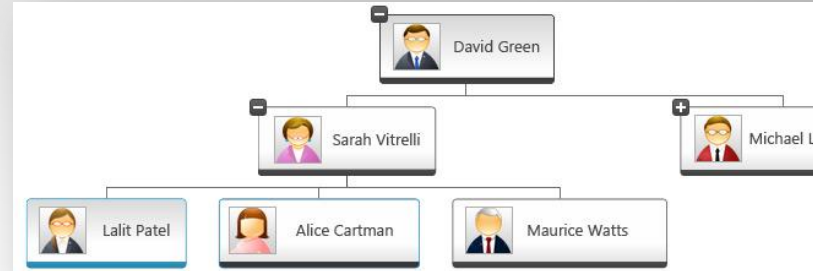 David Green
Sarah Vitrelli
Michael L
Lalit Patel
Alice Cartman
Maurice Watts